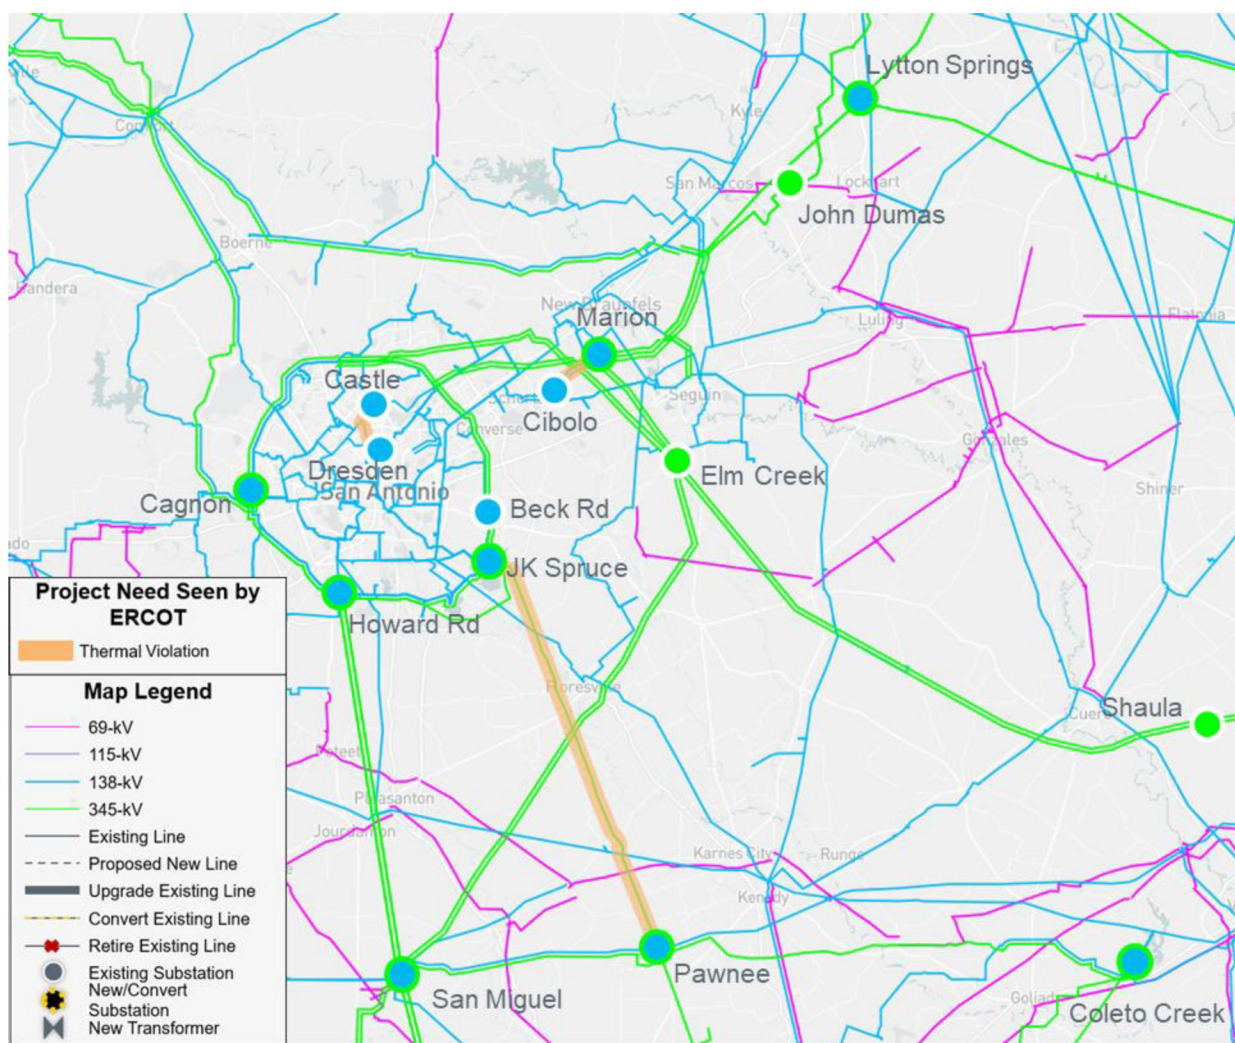 Lytton Springs
Kyle
Comfort
San Marcos
Lockhart
John Dumas
Boerne
Bandera
New Braunfels
Marion
Luling
Flatonia
Castle
Cibolo
Seguin
Converse
Dresden
Gonzales
San Antonio
Elm Creek
Shiner
Cagnon
Beck Rd
JK Spruce
Howard Rd
Floresville
Shaula
Cuero
Poteet
Pleasanton
Jourdanton
Karnes City
Runge
Kenedy
Pawnee
San Miguel
Goliad
Coleto Creek
Project Need Seen by
ERCOT
Thermal Violation
Map Legend
69-kV
115-kV
138-kV
345-kV
Existing Line
Proposed New Line
Upgrade Existing Line
Convert Existing Line
Retire Existing Line
Existing Substation
New/Convert
Substation
New Transformer